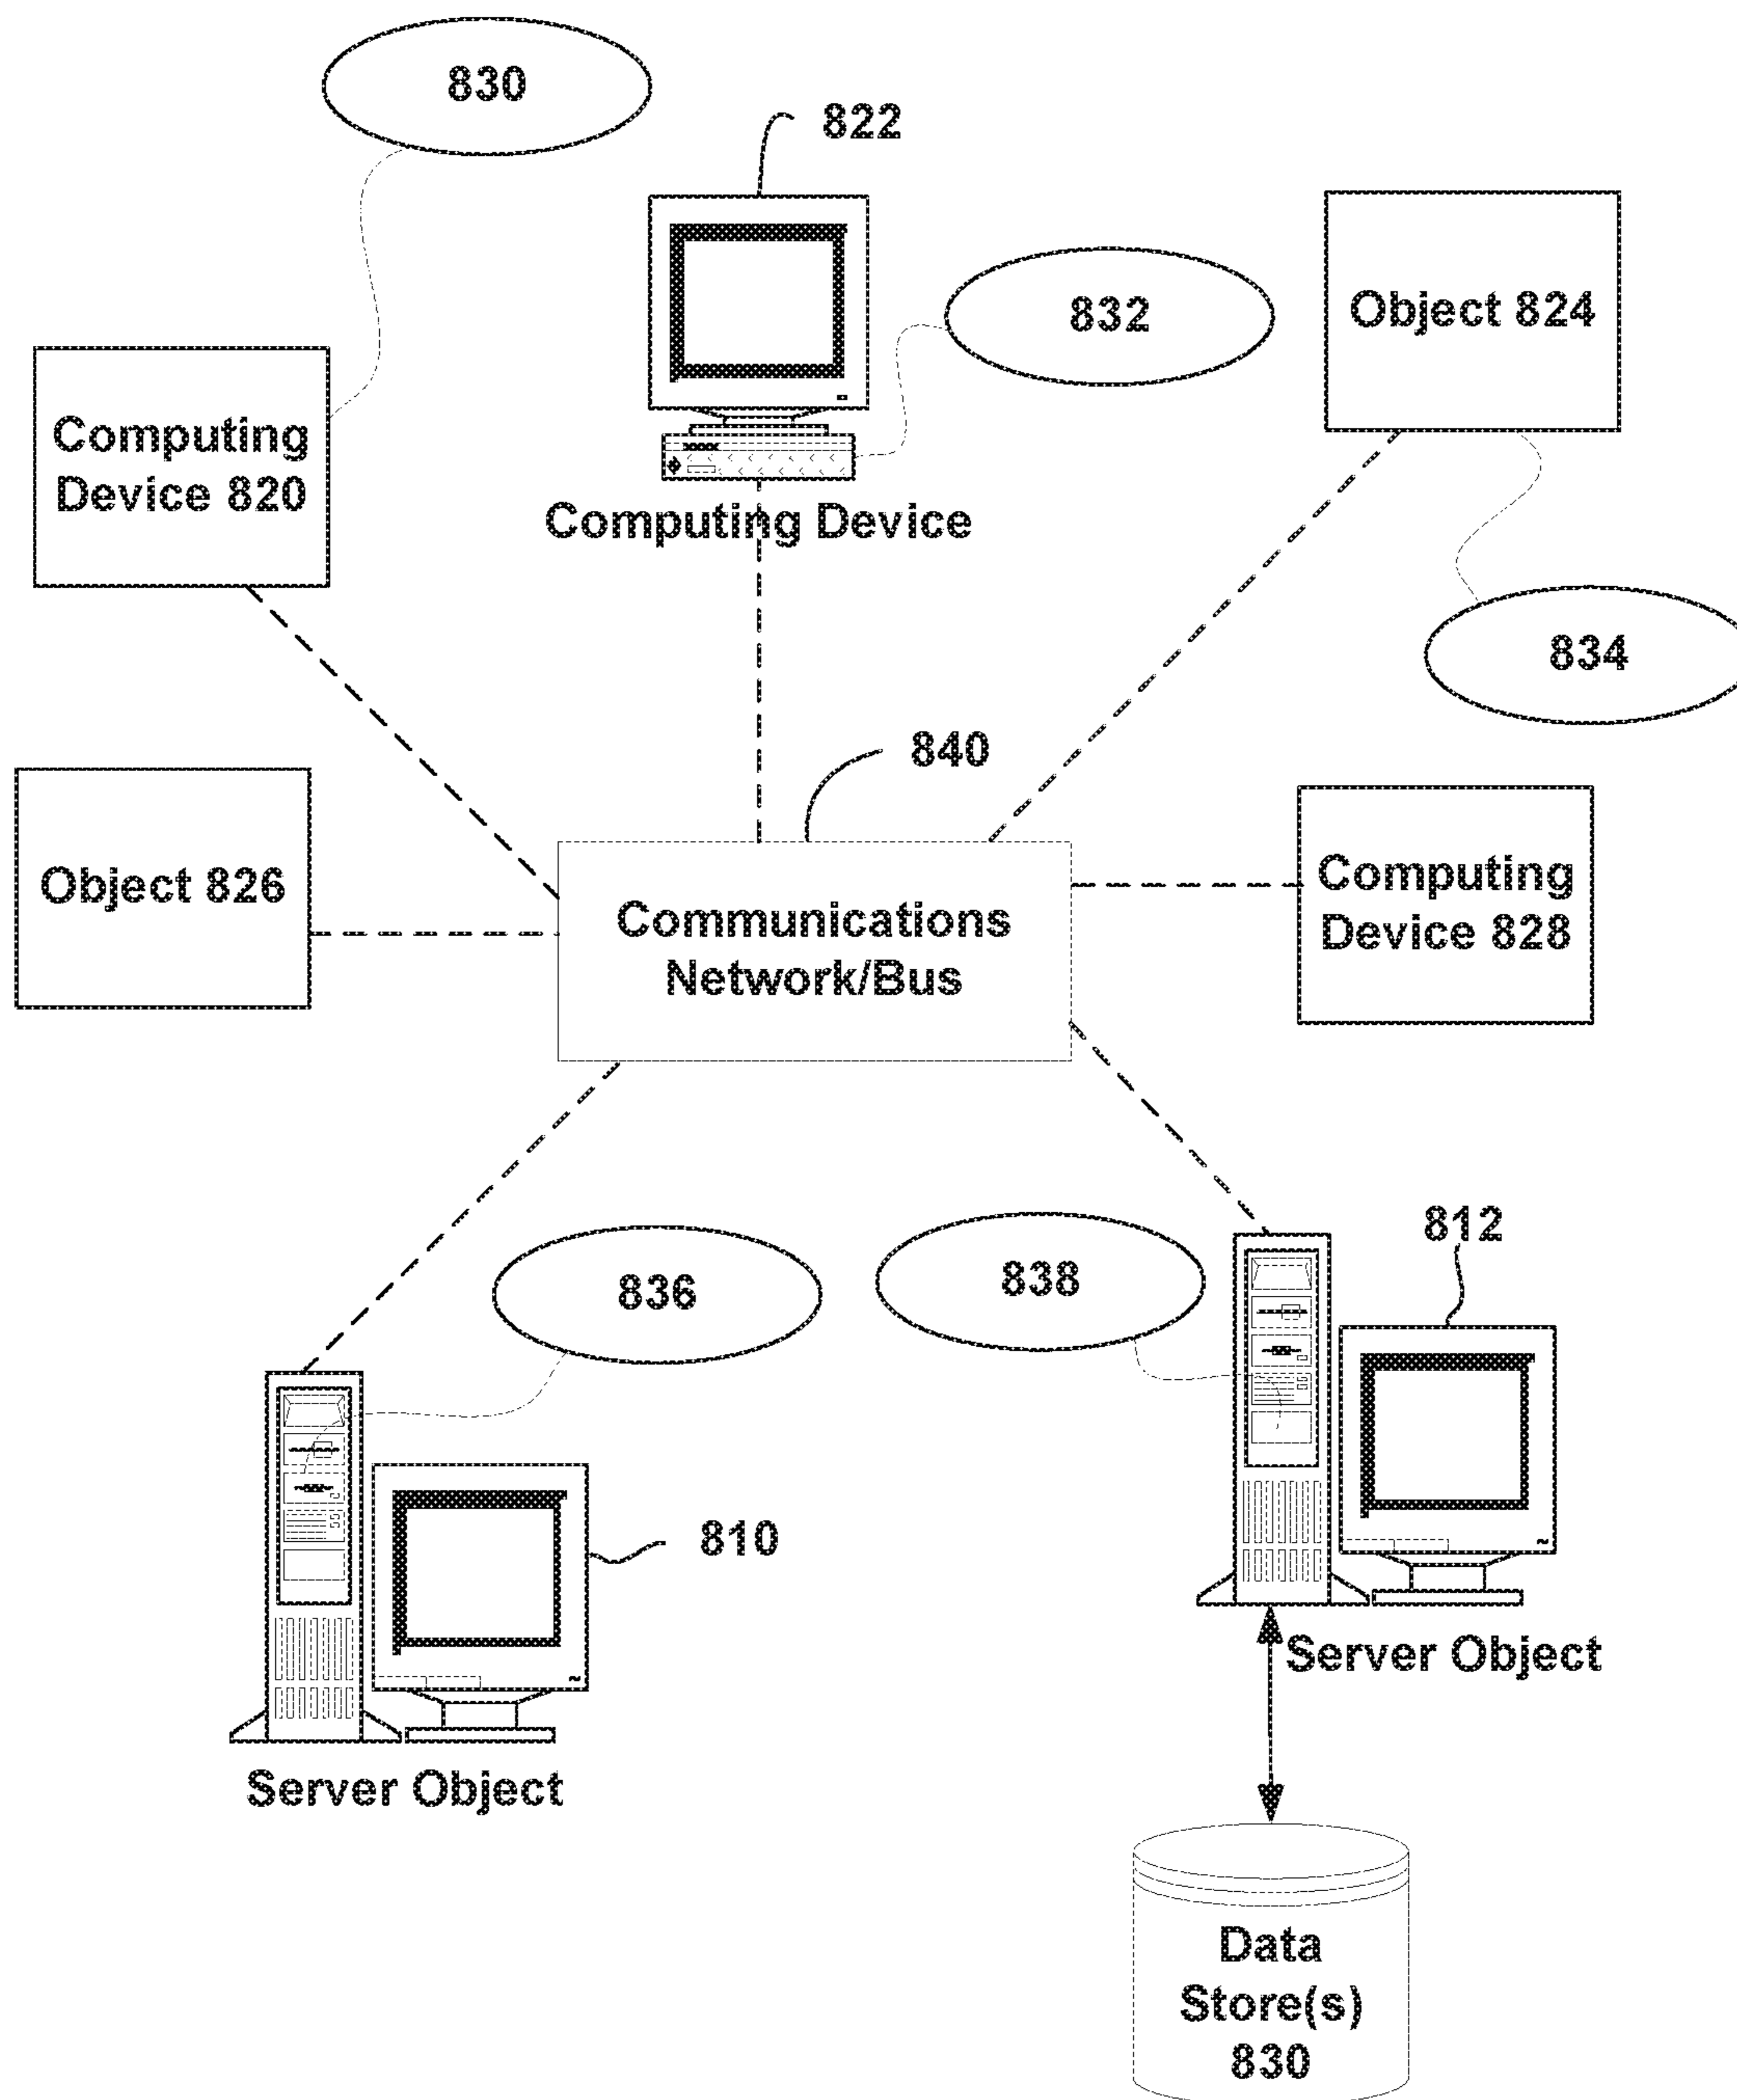 830
822
832
Object 824
Computing
Device 820
Computing Device
834
840
Object 826
Communications
Network/Bus
Computing
Device 828
836
838
812
810
Server Object
Server Object
Data
Store(s)
830